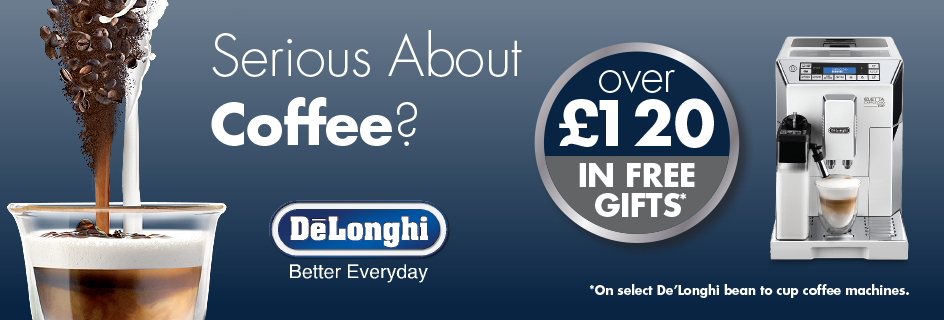 Serious About
Coffee?
DēLonghi
Better Everyday
over
£120
IN FREE
GIFTS*
DēLonghi
*On select De'Longhi bean to cup coffee machines.